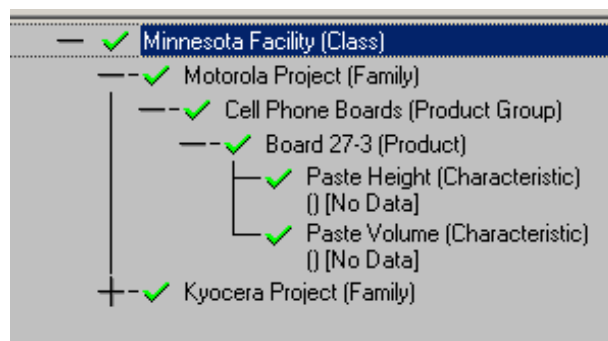 Minnesota Facility (Class)
Motorola Project (Family)
Cell Phone Boards (Product Group)
Board 27-3 (Product)
Paste Height (Characteristic)
() [No Data]
Paste Volume (Characteristic)
() [No Data]
Kyocera Project (Family)